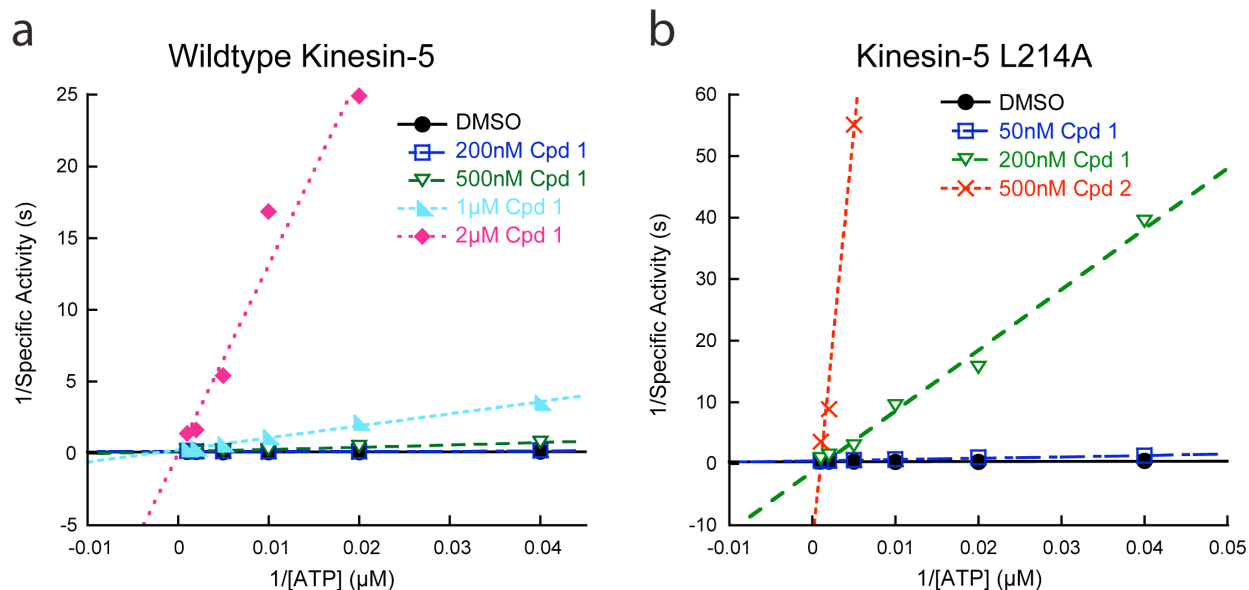 a
Wildtype Kinesin-5
25
20
15
10
5
0
-5
-0.01
0
0.01
0.02
0.03
0.04
1/Specific Activity (s)
1/[ATP] (µM)
DMSO
200nM Cpd 1
500nM Cpd 1
1µM Cpd 1
2µM Cpd 1
b
Kinesin-5 L214A
60
50
40
30
20
10
0
-10
-0.01
0
0.01
0.02
0.03
0.04
0.05
1/Specific Activity (s)
1/[ATP] (µM)
DMSO
50nM Cpd 1
200nM Cpd 1
500nM Cpd 2